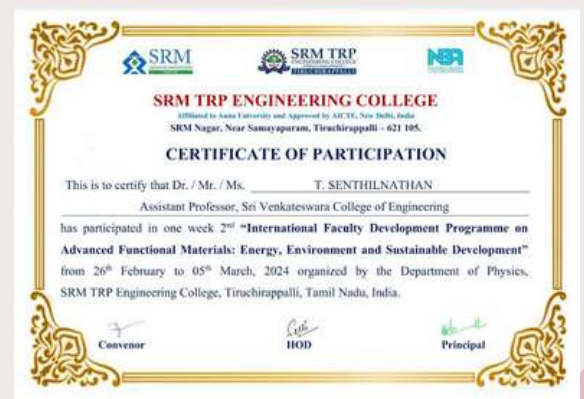 SRM
SRM TRP
ENGINEERING COLLEGE
TIRUCHIRAPPALLI
NBA
SRM TRP ENGINEERING COLLEGE
Affiliated to Anna University and Approved by AICTE, New Delhi, India
SRM Nagar, Near Samayapuram, Tiruchirappalli – 621 105.
CERTIFICATE OF PARTICIPATION
This is to certify that Dr. / Mr. / Ms. T. SENTHILNATHAN
Assistant Professor, Sri Venkateswara College of Engineering
has participated in one week 2nd "International Faculty Development Programme on
Advanced Functional Materials: Energy, Environment and Sustainable Development"
from 26th February to 05th March, 2024 organized by the Department of Physics,
SRM TRP Engineering College, Tiruchirappalli, Tamil Nadu, India.
Convenor HOD Principal